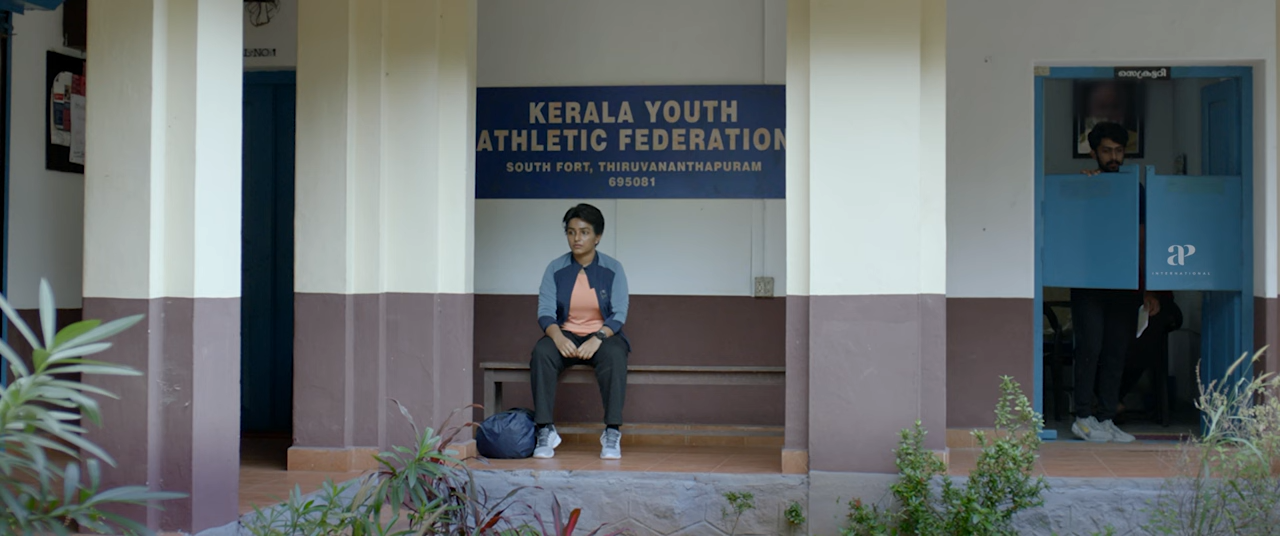 KERALA YOUTH
ATHLETIC FEDERATION
SOUTH FORT, THIRUVANANTHAPURAM
695081
സെക്രട്ടറി
ap
INTERNATIONAL